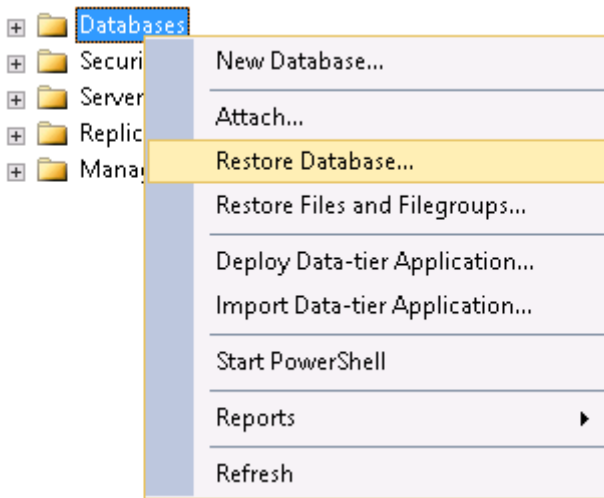 Databases
Securi
Server
Replic
Mana
New Database...
Attach...
Restore Database...
Restore Files and Filegroups...
Deploy Data-tier Application...
Import Data-tier Application...
Start PowerShell
Reports
Refresh